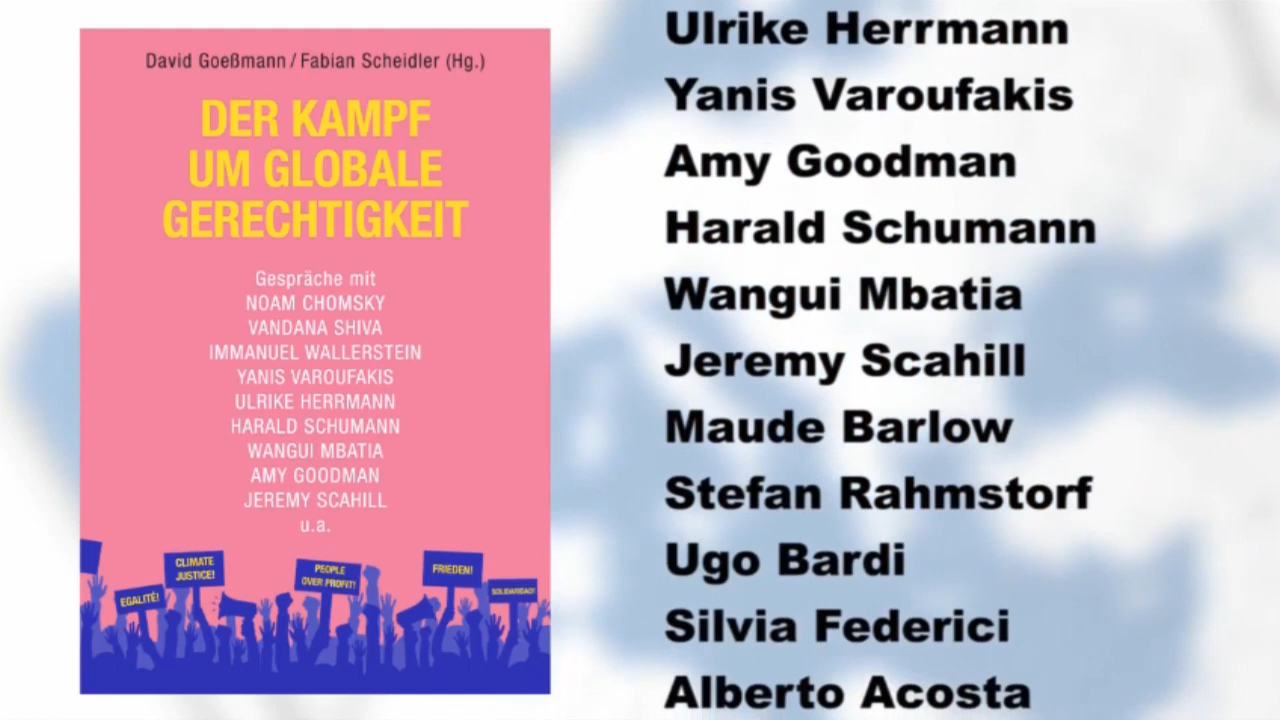 David Goeßmann / Fabian Scheidler (Hg.)
DER KAMPF
UM GLOBALE
GERECHTIGKEIT
Gespräche mit
NOAM CHOMSKY
VANDANA SHIVA
IMMANUEL WALLERSTEIN
YANIS VAROUFAKIS
ULRIKE HERRMANN
HARALD SCHUMANN
WANGUI MBATIA
AMY GOODMAN
JEREMY SCAHILL
u.a.
EGALITÉ!
CLIMATE
JUSTICE!
PEOPLE
OVER PROFIT!
FRIEDEN!
SOLIDARIDAD!
Ulrike Herrmann
Yanis Varoufakis
Amy Goodman
Harald Schumann
Wangui Mbatia
Jeremy Scahill
Maude Barlow
Stefan Rahmstorf
Ugo Bardi
Silvia Federici
Alberto Acosta